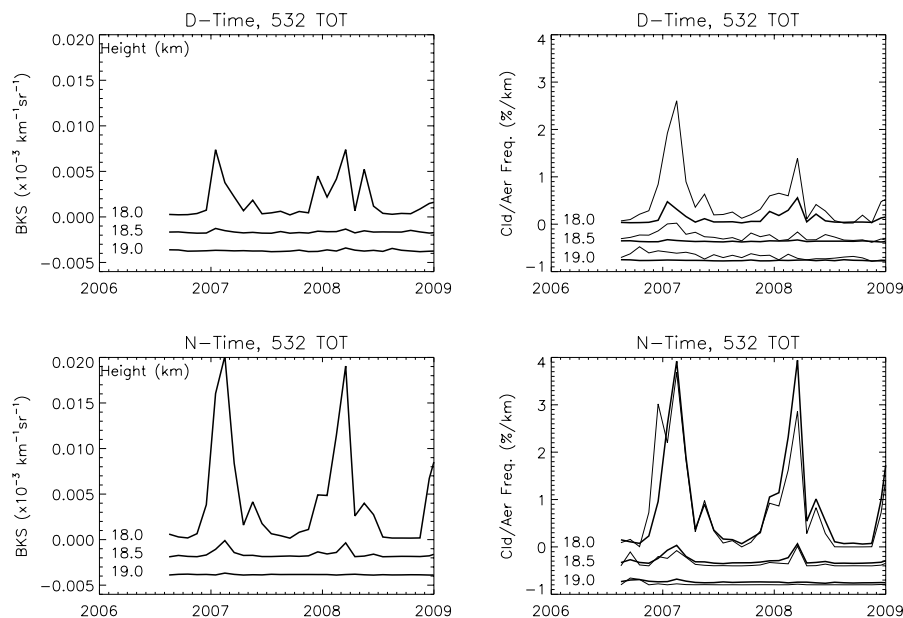 D-Time, 532 TOT
BKS (x10⁻³ km⁻¹sr⁻¹)
0.020
0.015
0.010
0.005
0.000
−0.005
Height (km)
18.0
18.5
19.0
2006 2007 2008 2009
D-Time, 532 TOT
Cld/Aer Freq. (%/km)
4
3
2
1
0
−1
18.0
18.5
19.0
2006 2007 2008 2009
N-Time, 532 TOT
BKS (x10⁻³ km⁻¹sr⁻¹)
0.020
0.015
0.010
0.005
0.000
−0.005
Height (km)
18.0
18.5
19.0
2006 2007 2008 2009
N-Time, 532 TOT
Cld/Aer Freq. (%/km)
4
3
2
1
0
−1
18.0
18.5
19.0
2006 2007 2008 2009